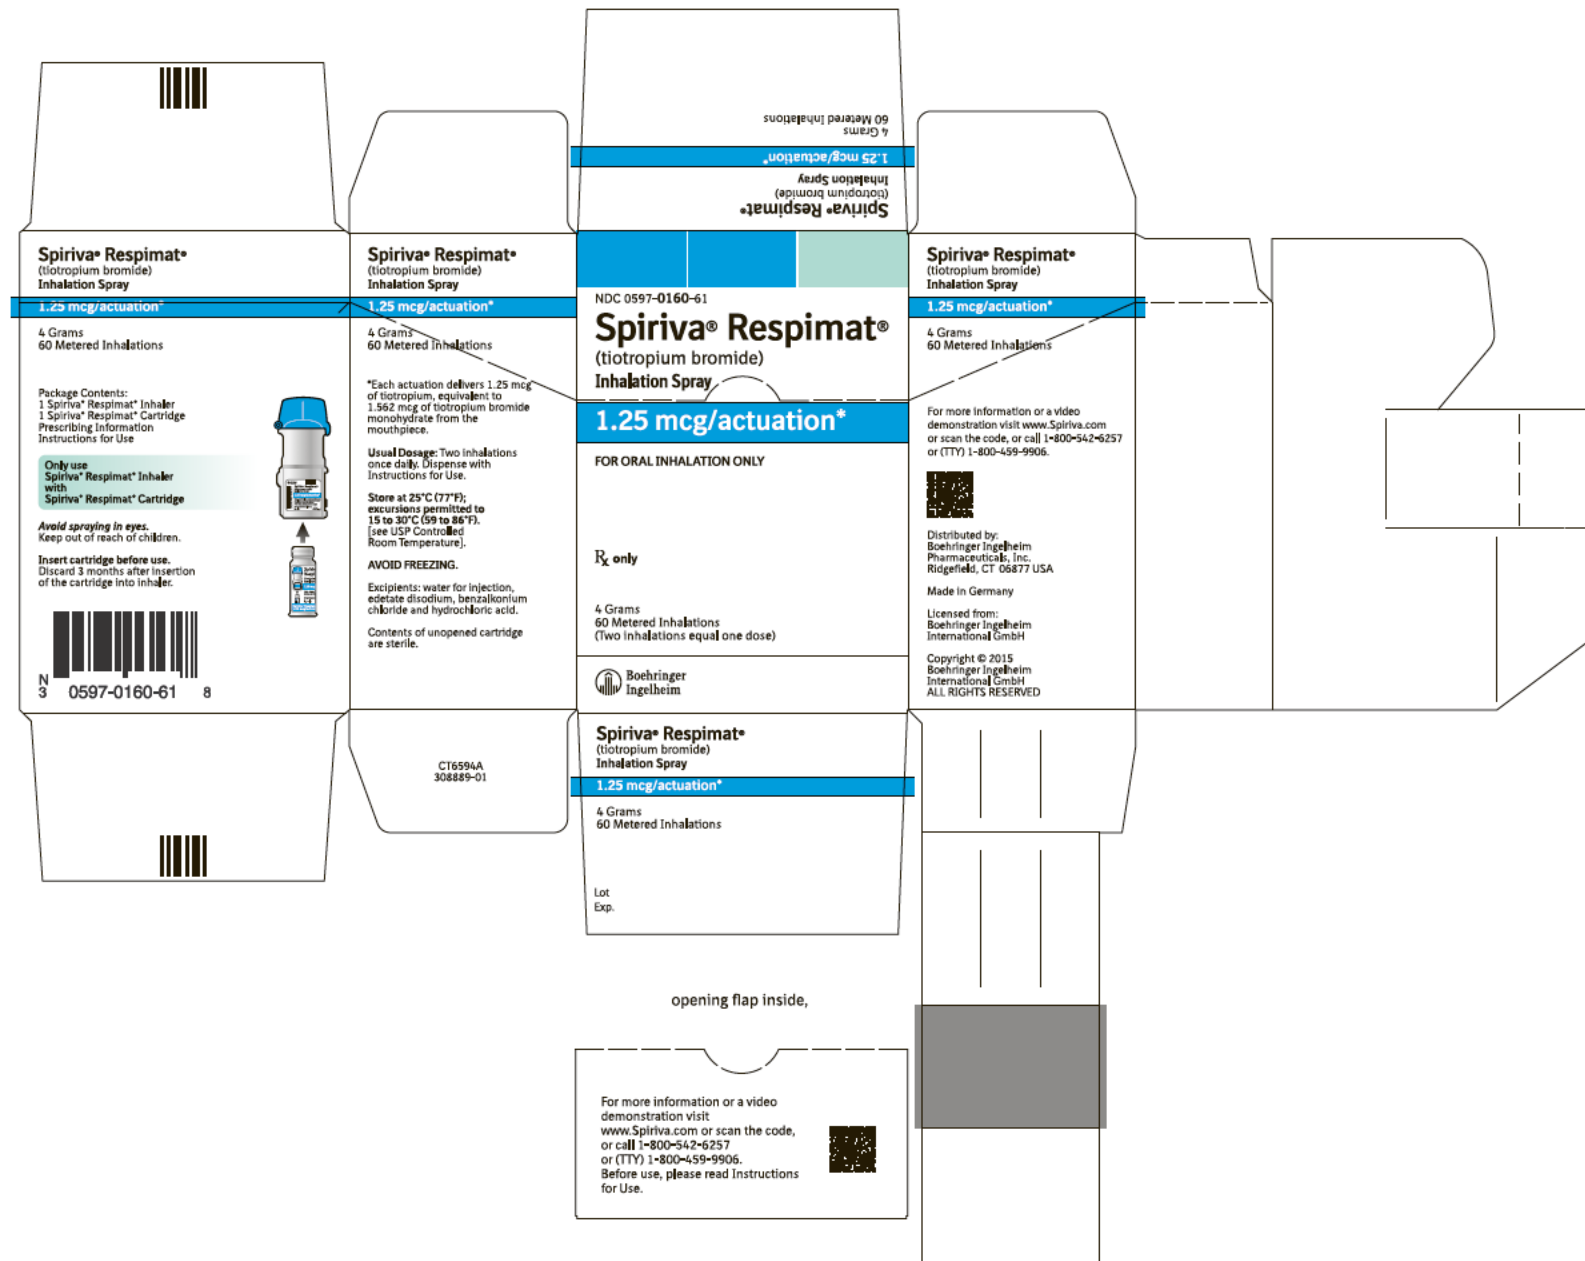 4 Grams
60 Metered Inhalations
1.25 mcg/actuation*
Spiriva® Respimat®
(tiotropium bromide)
Inhalation Spray
Spiriva® Respimat®
(tiotropium bromide)
Inhalation Spray
1.25 mcg/actuation*
4 Grams
60 Metered Inhalations
Package Contents:
1 Spiriva® Respimat® Inhaler
1 Spiriva® Respimat® Cartridge
Prescribing Information
Instructions for Use
Only use
Spiriva® Respimat® Inhaler
with
Spiriva® Respimat® Cartridge
Avoid spraying in eyes.
Keep out of reach of children.
Insert cartridge before use.
Discard 3 months after insertion
of the cartridge into inhaler.
N
3 0597-0160-61 8
Spiriva® Respimat®
(tiotropium bromide)
Inhalation Spray
1.25 mcg/actuation*
4 Grams
60 Metered Inhalations
*Each actuation delivers 1.25 mcg
of tiotropium, equivalent to
1.562 mcg of tiotropium bromide
monohydrate from the
mouthpiece.
Usual Dosage: Two inhalations
once daily. Dispense with
Instructions for Use.
Store at 25°C (77°F);
excursions permitted to
15 to 30°C (59 to 86°F).
[see USP Controlled
Room Temperature].
AVOID FREEZING.
Excipients: water for injection,
edetate disodium, benzalkonium
chloride and hydrochloric acid.
Contents of unopened cartridge
are sterile.
CT6594A
308889-01
NDC 0597-0160-61
Spiriva® Respimat®
(tiotropium bromide)
Inhalation Spray
1.25 mcg/actuation*
FOR ORAL INHALATION ONLY
Rx only
4 Grams
60 Metered Inhalations
(Two inhalations equal one dose)
Boehringer
Ingelheim
Spiriva® Respimat®
(tiotropium bromide)
Inhalation Spray
1.25 mcg/actuation*
4 Grams
60 Metered Inhalations
Lot
Exp.
Spiriva® Respimat®
(tiotropium bromide)
Inhalation Spray
1.25 mcg/actuation*
4 Grams
60 Metered Inhalations
For more information or a video
demonstration visit www.Spiriva.com
or scan the code, or call 1-800-542-6257
or (TTY) 1-800-459-9906.
Distributed by:
Boehringer Ingelheim
Pharmaceuticals, Inc.
Ridgefield, CT 06877 USA
Made in Germany
Licensed from:
Boehringer Ingelheim
International GmbH
Copyright © 2015
Boehringer Ingelheim
International GmbH
ALL RIGHTS RESERVED
opening flap inside,
For more information or a video
demonstration visit
www.Spiriva.com or scan the code,
or call 1-800-542-6257
or (TTY) 1-800-459-9906.
Before use, please read Instructions
for Use.